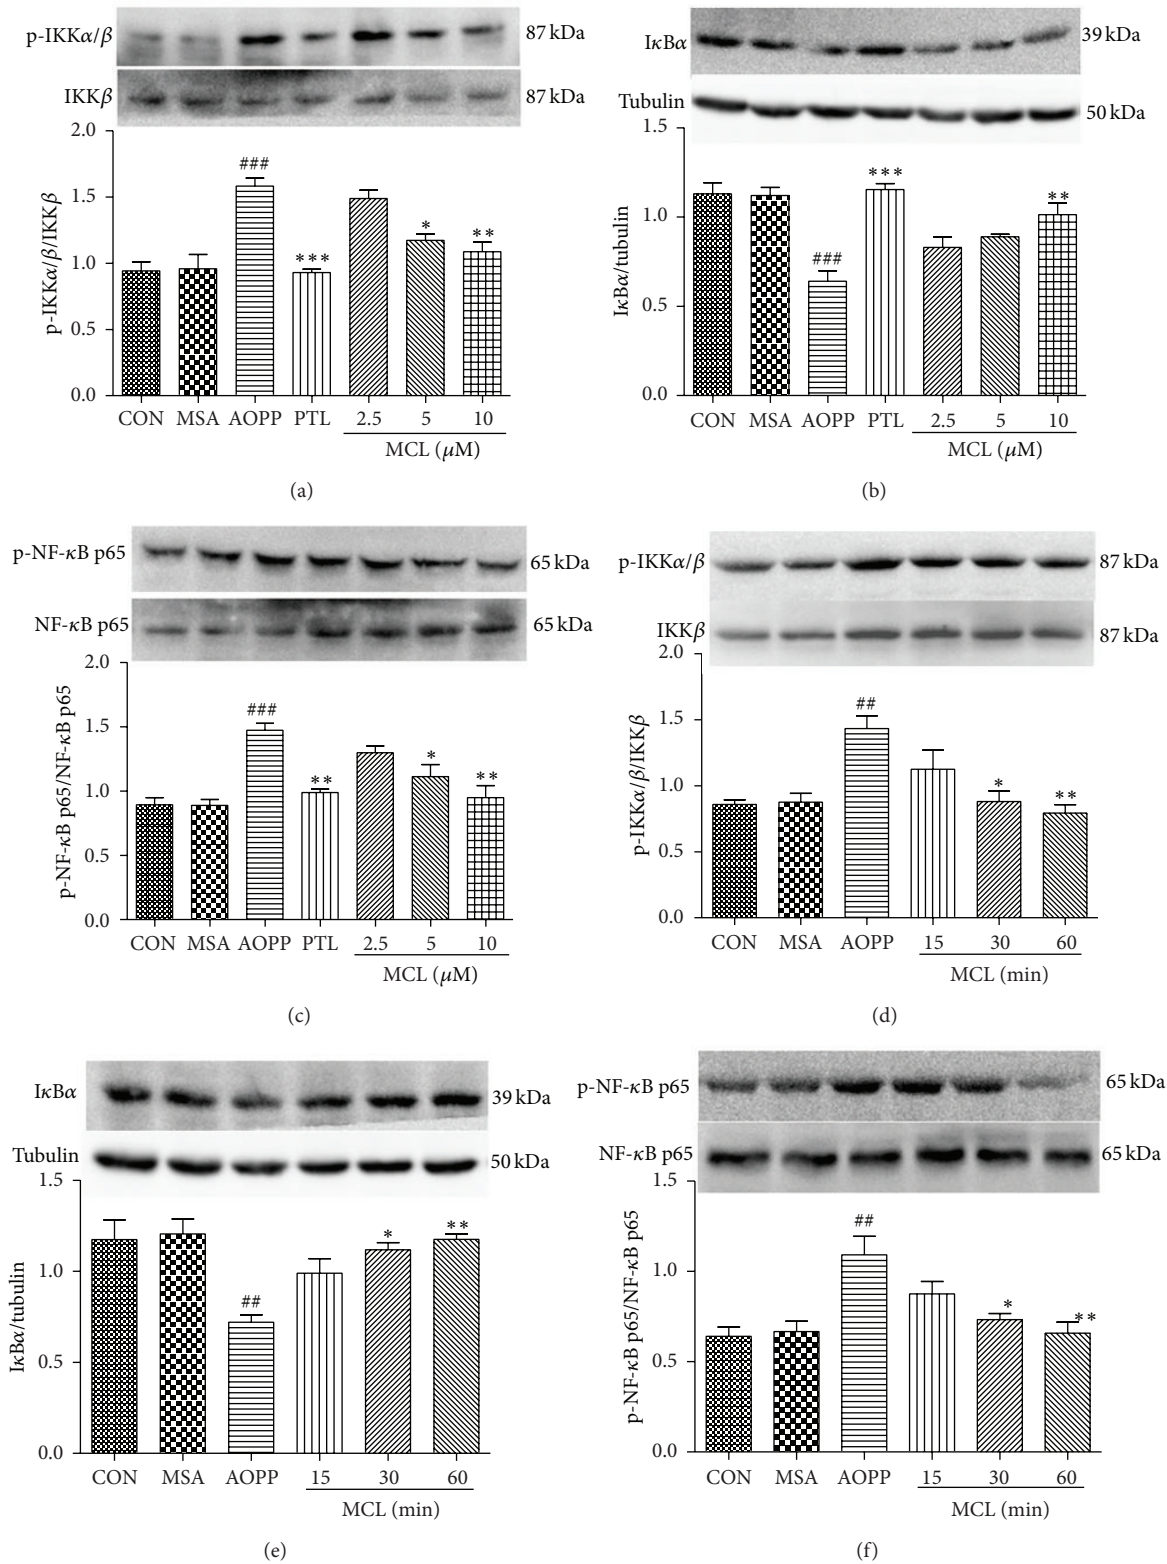 p-IKKα/β 87 kDa
IKKβ 87 kDa
2.0
1.5
1.0
0.5
0.0
p-IKKα/β/IKKβ
###
***
*
**
CON MSA AOPP PTL 2.5 5 10
MCL (μM)
(a)
IκBα 39 kDa
Tubulin 50 kDa
1.5
1.0
0.5
0.0
IκBα/tubulin
###
***
**
CON MSA AOPP PTL 2.5 5 10
MCL (μM)
(b)
p-NF-κB p65 65 kDa
NF-κB p65 65 kDa
2.0
1.5
1.0
0.5
0.0
p-NF-κB p65/NF-κB p65
###
**
*
**
CON MSA AOPP PTL 2.5 5 10
MCL (μM)
(c)
p-IKKα/β 87 kDa
IKKβ 87 kDa
2.0
1.5
1.0
0.5
0.0
p-IKKα/β/IKKβ
##
*
**
CON MSA AOPP 15 30 60
MCL (min)
(d)
IκBα 39 kDa
Tubulin 50 kDa
1.5
1.0
0.5
0.0
IκBα/tubulin
##
*
**
CON MSA AOPP 15 30 60
MCL (min)
(e)
p-NF-κB p65 65 kDa
NF-κB p65 65 kDa
1.5
1.0
0.5
0.0
p-NF-κB p65/NF-κB p65
##
*
**
CON MSA AOPP 15 30 60
MCL (min)
(f)